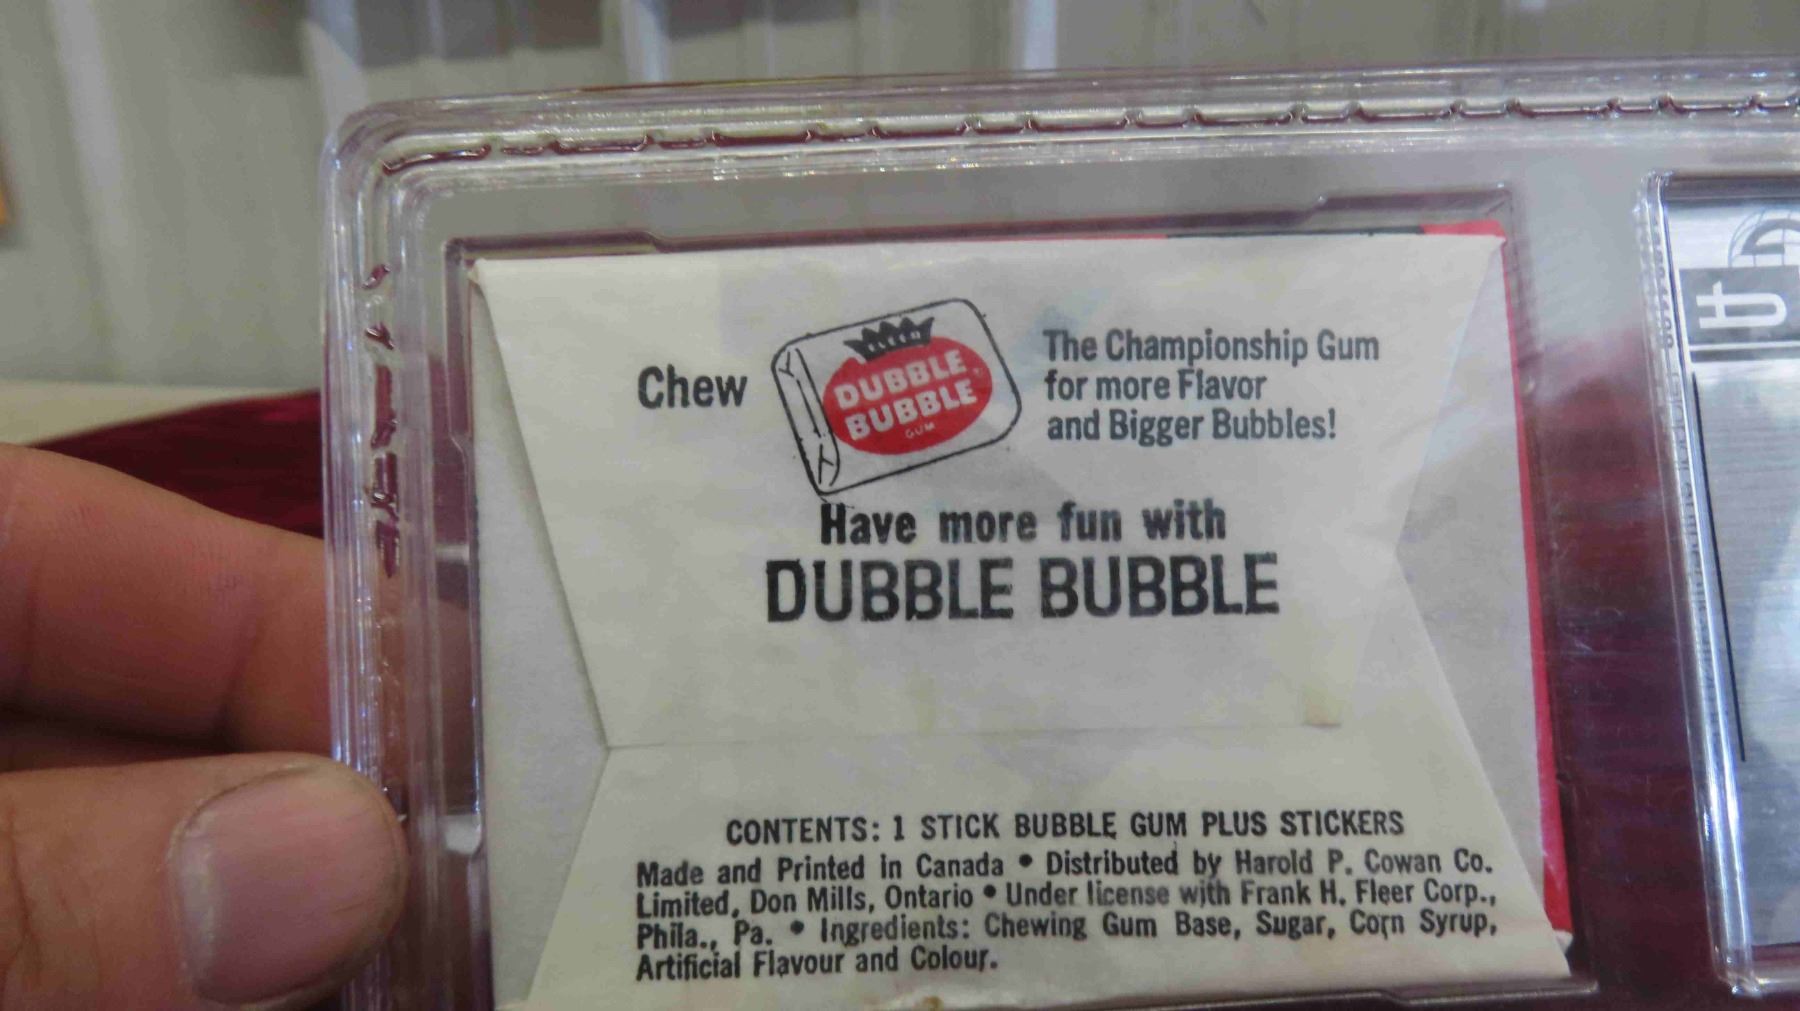 Chew
FLEER
DUBBLE
BUBBLE
GUM
The Championship Gum
for more Flavor
and Bigger Bubbles!
Have more fun with
DUBBLE BUBBLE
CONTENTS: 1 STICK BUBBLE GUM PLUS STICKERS
Made and Printed in Canada • Distributed by Harold P. Cowan Co.
Limited, Don Mills, Ontario • Under license with Frank H. Fleer Corp.,
Phila., Pa. • Ingredients: Chewing Gum Base, Sugar, Corn Syrup,
Artificial Flavour and Colour.